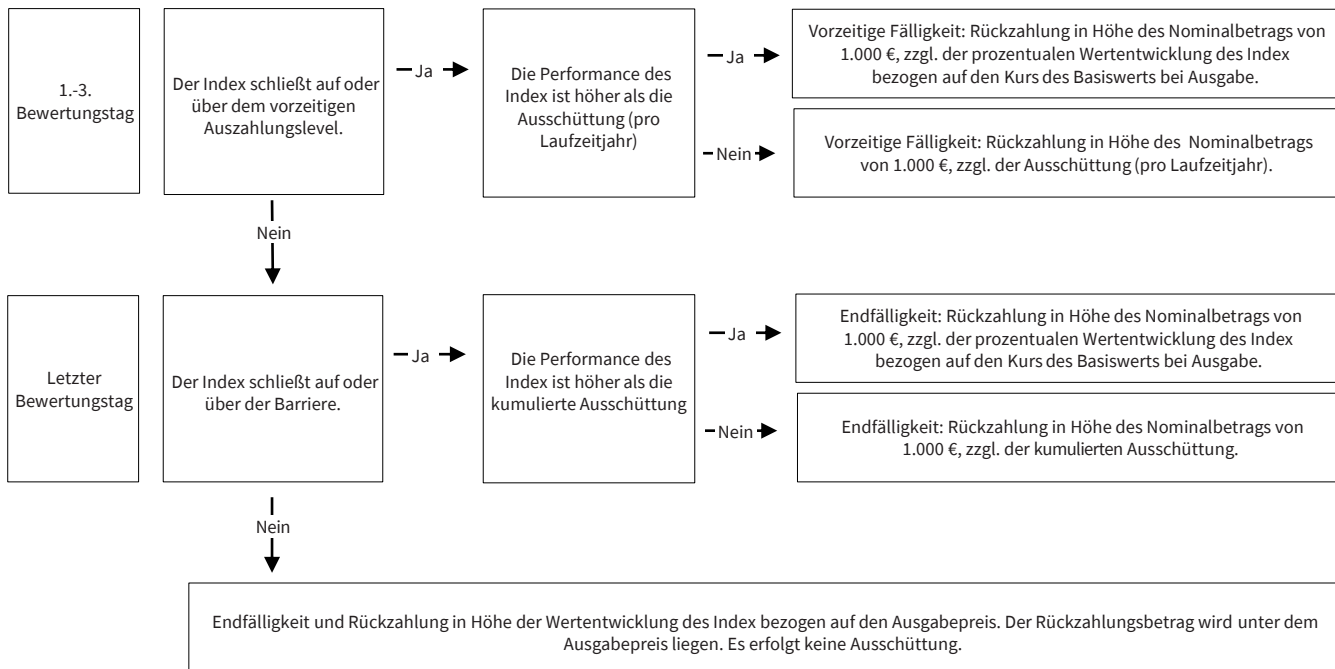 1.-3.
Bewertungstag
Der Index schließt auf oder
über dem vorzeitigen
Auszahlungslevel.
Ja
Die Performance des
Index ist höher als die
Ausschüttung (pro
Laufzeitjahr)
Ja
Vorzeitige Fälligkeit: Rückzahlung in Höhe des Nominalbetrags von
1.000 €, zzgl. der prozentualen Wertentwicklung des Index
bezogen auf den Kurs des Basiswerts bei Ausgabe.
Nein
Vorzeitige Fälligkeit: Rückzahlung in Höhe des Nominalbetrags
von 1.000 €, zzgl. der Ausschüttung (pro Laufzeitjahr).
Nein
Letzter
Bewertungstag
Der Index schließt auf oder
über der Barriere.
Ja
Die Performance des
Index ist höher als die
kumulierte Ausschüttung
Ja
Endfälligkeit: Rückzahlung in Höhe des Nominalbetrags von
1.000 €, zzgl. der prozentualen Wertentwicklung des Index
bezogen auf den Kurs des Basiswerts bei Ausgabe.
Nein
Endfälligkeit: Rückzahlung in Höhe des Nominalbetrags von
1.000 €, zzgl. der kumulierten Ausschüttung.
Nein
Endfälligkeit und Rückzahlung in Höhe der Wertentwicklung des Index bezogen auf den Ausgabepreis. Der Rückzahlungsbetrag wird unter dem
Ausgabepreis liegen. Es erfolgt keine Ausschüttung.